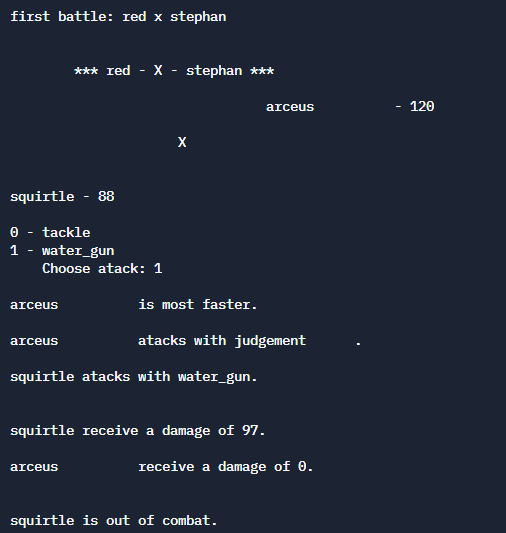 first battle: red x stephan
*** red - X - stephan ***
arceus - 120
X
squirtle - 88
0 - tackle
1 - water_gun
Choose atack: 1
arceus is most faster.
arceus atacks with judgement .
squirtle atacks with water_gun.
squirtle receive a damage of 97.
arceus receive a damage of 0.
squirtle is out of combat.